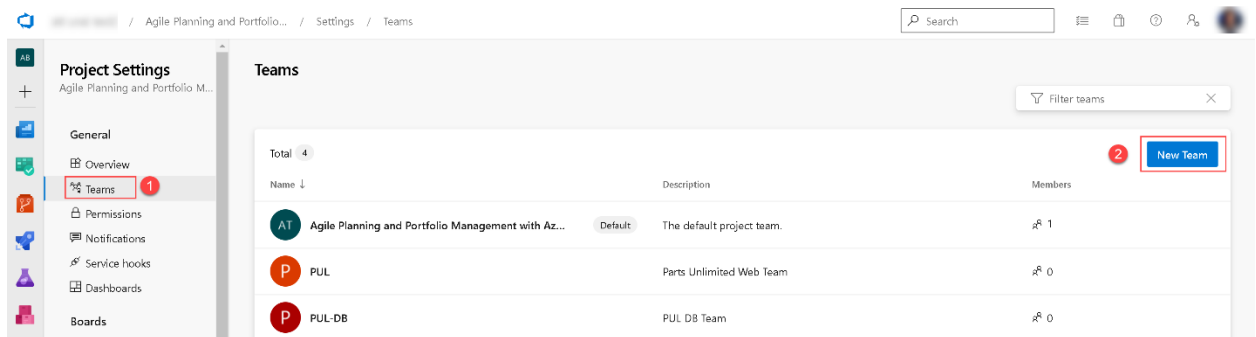 / Agile Planning and Portfolio... / Settings / Teams
Search
AB
Project Settings
Agile Planning and Portfolio M...
General
Overview
Teams
1
Permissions
Notifications
Service hooks
Dashboards
Boards
Teams
Filter teams
Total 4
2
New Team
Name ↓ Description Members
AT Agile Planning and Portfolio Management with Az... Default The default project team. 1
P PUL Parts Unlimited Web Team 0
P PUL-DB PUL DB Team 0